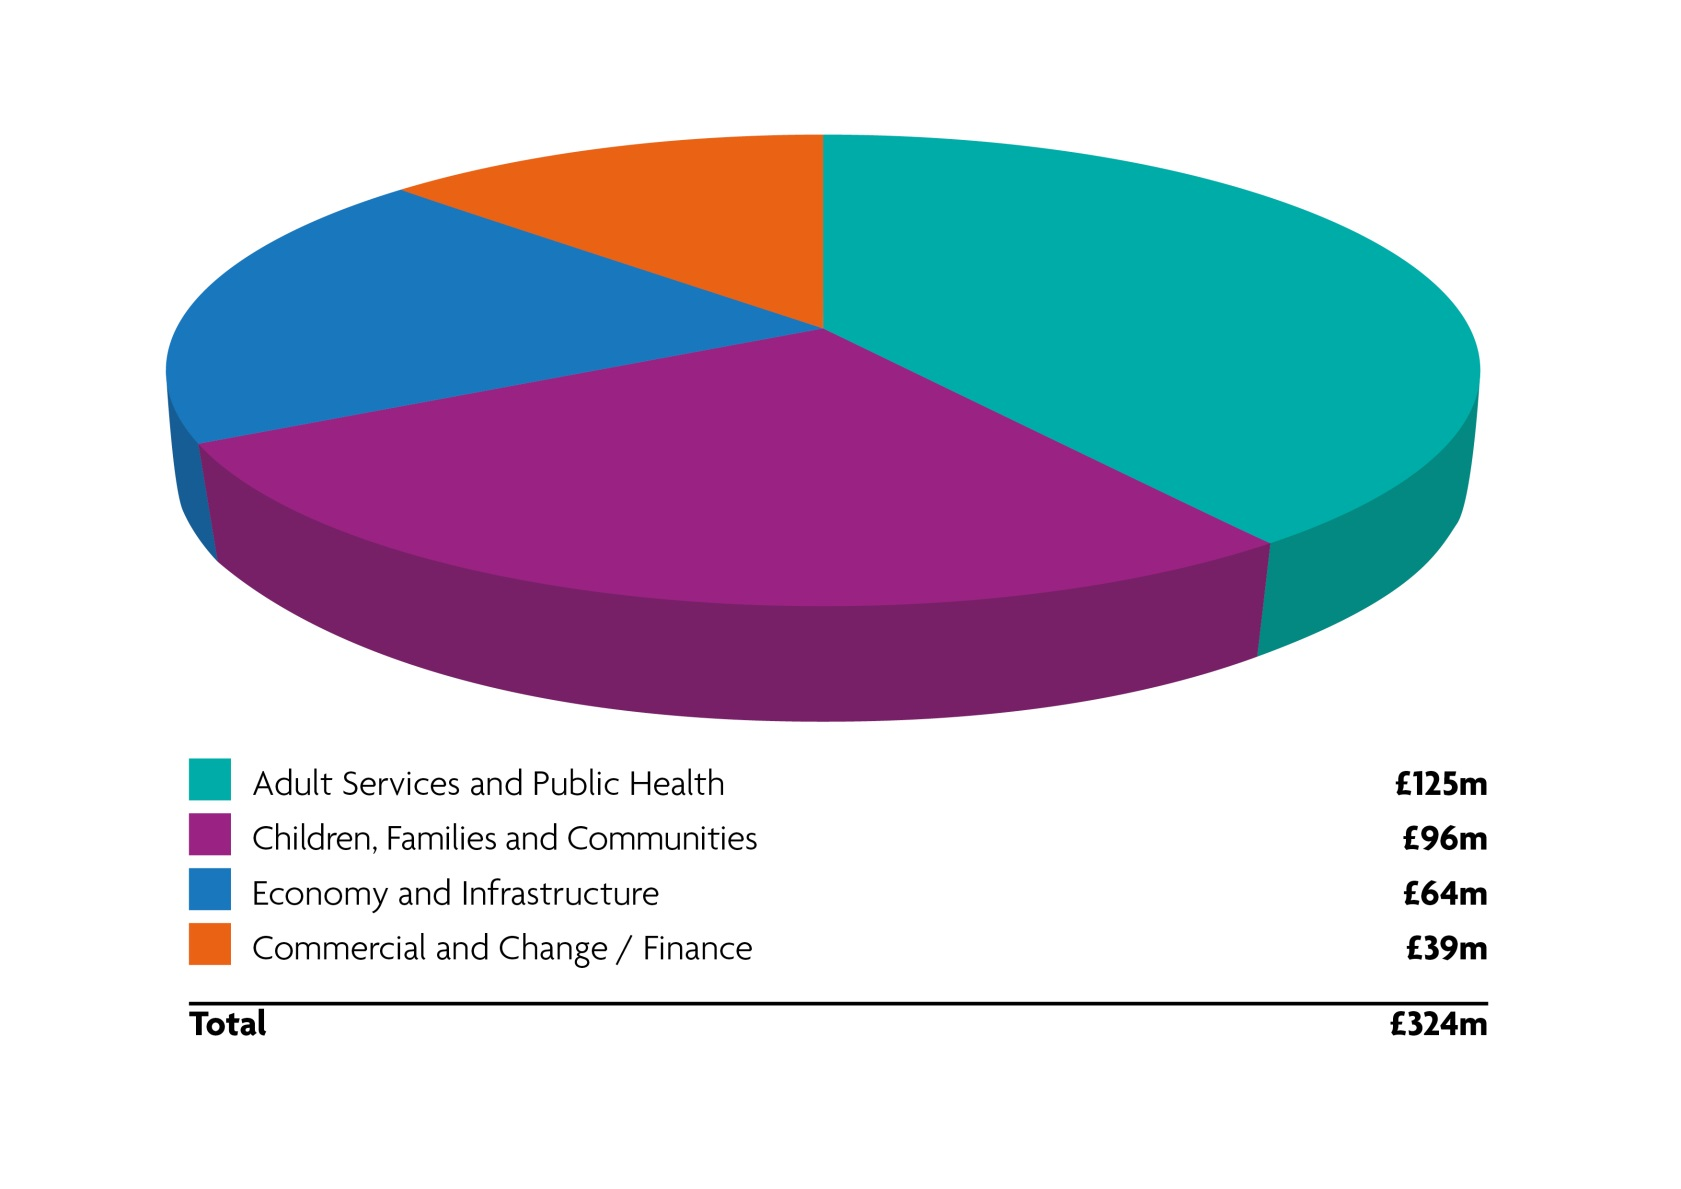 Adult Services and Public Health £125m
Children, Families and Communities £96m
Economy and Infrastructure £64m
Commercial and Change / Finance £39m
Total £324m